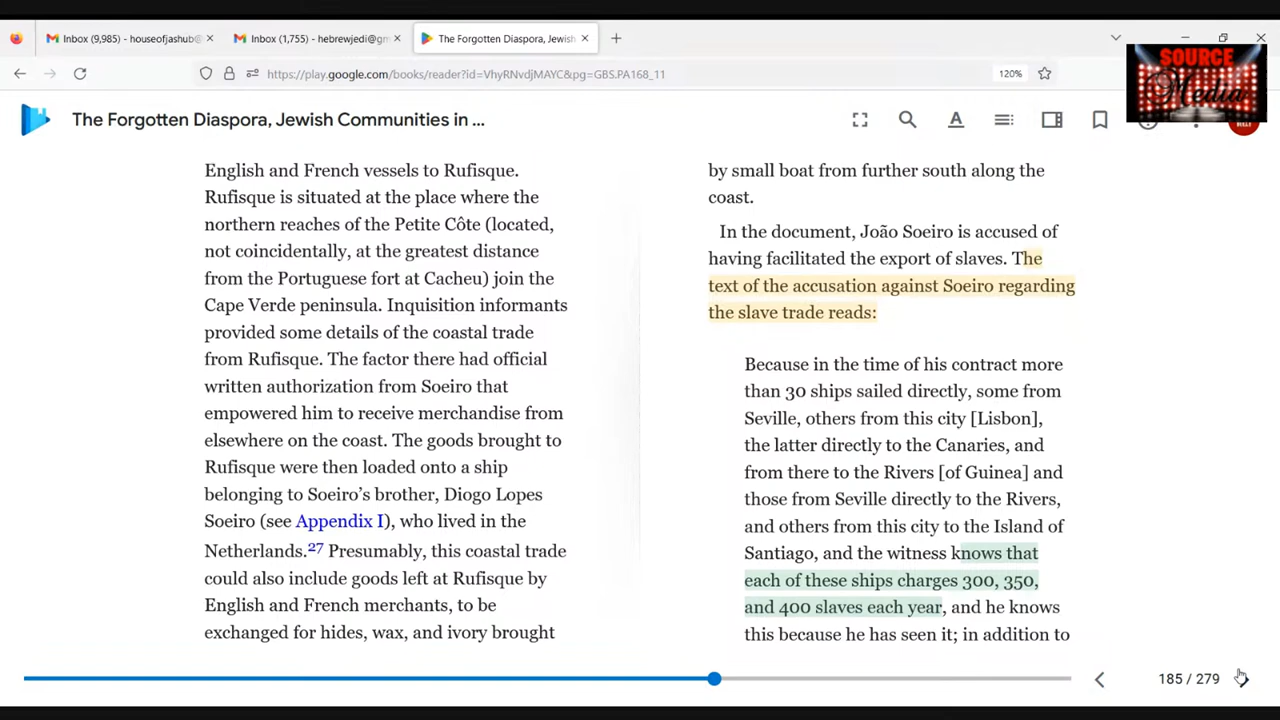 Inbox (9,985) - houseofjashub@
Inbox (1,755) - hebrewjedi@gm
The Forgotten Diaspora, Jewish
https://play.google.com/books/reader?id=VhyRNvdjMAYC&pg=GBS.PA168_11
120%
SOURCE
Media
The Forgotten Diaspora, Jewish Communities in ...
English and French vessels to Rufisque.
Rufisque is situated at the place where the
northern reaches of the Petite Côte (located,
not coincidentally, at the greatest distance
from the Portuguese fort at Cacheu) join the
Cape Verde peninsula. Inquisition informants
provided some details of the coastal trade
from Rufisque. The factor there had official
written authorization from Soeiro that
empowered him to receive merchandise from
elsewhere on the coast. The goods brought to
Rufisque were then loaded onto a ship
belonging to Soeiro's brother, Diogo Lopes
Soeiro (see Appendix I), who lived in the
Netherlands.27 Presumably, this coastal trade
could also include goods left at Rufisque by
English and French merchants, to be
exchanged for hides, wax, and ivory brought
by small boat from further south along the
coast.
In the document, João Soeiro is accused of
having facilitated the export of slaves. The
text of the accusation against Soeiro regarding
the slave trade reads:
Because in the time of his contract more
than 30 ships sailed directly, some from
Seville, others from this city [Lisbon],
the latter directly to the Canaries, and
from there to the Rivers [of Guinea] and
those from Seville directly to the Rivers,
and others from this city to the Island of
Santiago, and the witness knows that
each of these ships charges 300, 350,
and 400 slaves each year, and he knows
this because he has seen it; in addition to
185 / 279